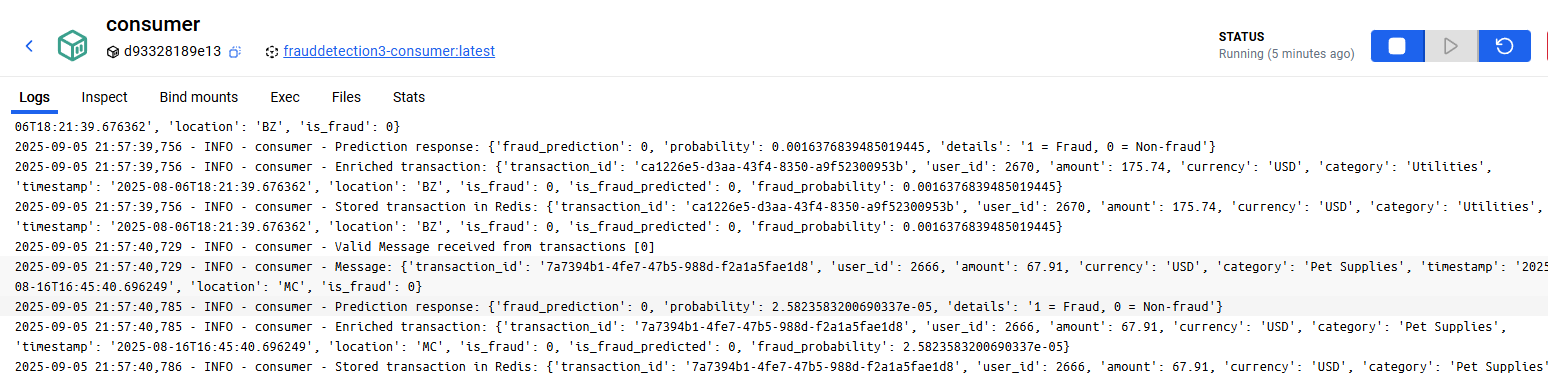 consumer
d93328189e13
frauddetection3-consumer:latest
STATUS
Running (5 minutes ago)
Logs Inspect Bind mounts Exec Files Stats
06T18:21:39.676362', 'location': 'BZ', 'is_fraud': 0}
2025-09-05 21:57:39,756 - INFO - consumer - Prediction response: {'fraud_prediction': 0, 'probability': 0.0016376839485019445, 'details': '1 = Fraud, 0 = Non-fraud'}
2025-09-05 21:57:39,756 - INFO - consumer - Enriched transaction: {'transaction_id': 'ca1226e5-d3aa-43f4-8350-a9f52300953b', 'user_id': 2670, 'amount': 175.74, 'currency': 'USD', 'category': 'Utilities',
'timestamp': '2025-08-06T18:21:39.676362', 'location': 'BZ', 'is_fraud': 0, 'is_fraud_predicted': 0, 'fraud_probability': 0.0016376839485019445}
2025-09-05 21:57:39,756 - INFO - consumer - Stored transaction in Redis: {'transaction_id': 'ca1226e5-d3aa-43f4-8350-a9f52300953b', 'user_id': 2670, 'amount': 175.74, 'currency': 'USD', 'category': 'Utilities',
'timestamp': '2025-08-06T18:21:39.676362', 'location': 'BZ', 'is_fraud': 0, 'is_fraud_predicted': 0, 'fraud_probability': 0.0016376839485019445}
2025-09-05 21:57:40,729 - INFO - consumer - Valid Message received from transactions [0]
2025-09-05 21:57:40,729 - INFO - consumer - Message: {'transaction_id': '7a7394b1-4fe7-47b5-988d-f2a1a5fae1d8', 'user_id': 2666, 'amount': 67.91, 'currency': 'USD', 'category': 'Pet Supplies', 'timestamp': '2025
08-16T16:45:40.696249', 'location': 'MC', 'is_fraud': 0}
2025-09-05 21:57:40,785 - INFO - consumer - Prediction response: {'fraud_prediction': 0, 'probability': 2.5823583200690337e-05, 'details': '1 = Fraud, 0 = Non-fraud'}
2025-09-05 21:57:40,785 - INFO - consumer - Enriched transaction: {'transaction_id': '7a7394b1-4fe7-47b5-988d-f2a1a5fae1d8', 'user_id': 2666, 'amount': 67.91, 'currency': 'USD', 'category': 'Pet Supplies',
'timestamp': '2025-08-16T16:45:40.696249', 'location': 'MC', 'is_fraud': 0, 'is_fraud_predicted': 0, 'fraud_probability': 2.5823583200690337e-05}
2025-09-05 21:57:40,786 - INFO - consumer - Stored transaction in Redis: {'transaction_id': '7a7394b1-4fe7-47b5-988d-f2a1a5fae1d8', 'user_id': 2666, 'amount': 67.91, 'currency': 'USD', 'category': 'Pet Supplies'